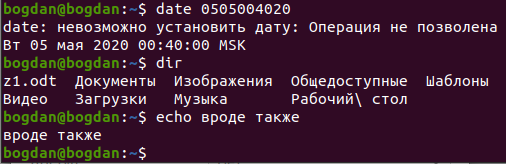 bogdan@bogdan:~$ date 0505004020
date: невозможно установить дату: Операция не позволена
Вт 05 мая 2020 00:40:00 MSK
bogdan@bogdan:~$ dir
z1.odt  Документы  Изображения  Общедоступные  Шаблоны
Видео   Загрузки   Музыка       Рабочий\ стол
bogdan@bogdan:~$ echo вроде также
вроде также
bogdan@bogdan:~$